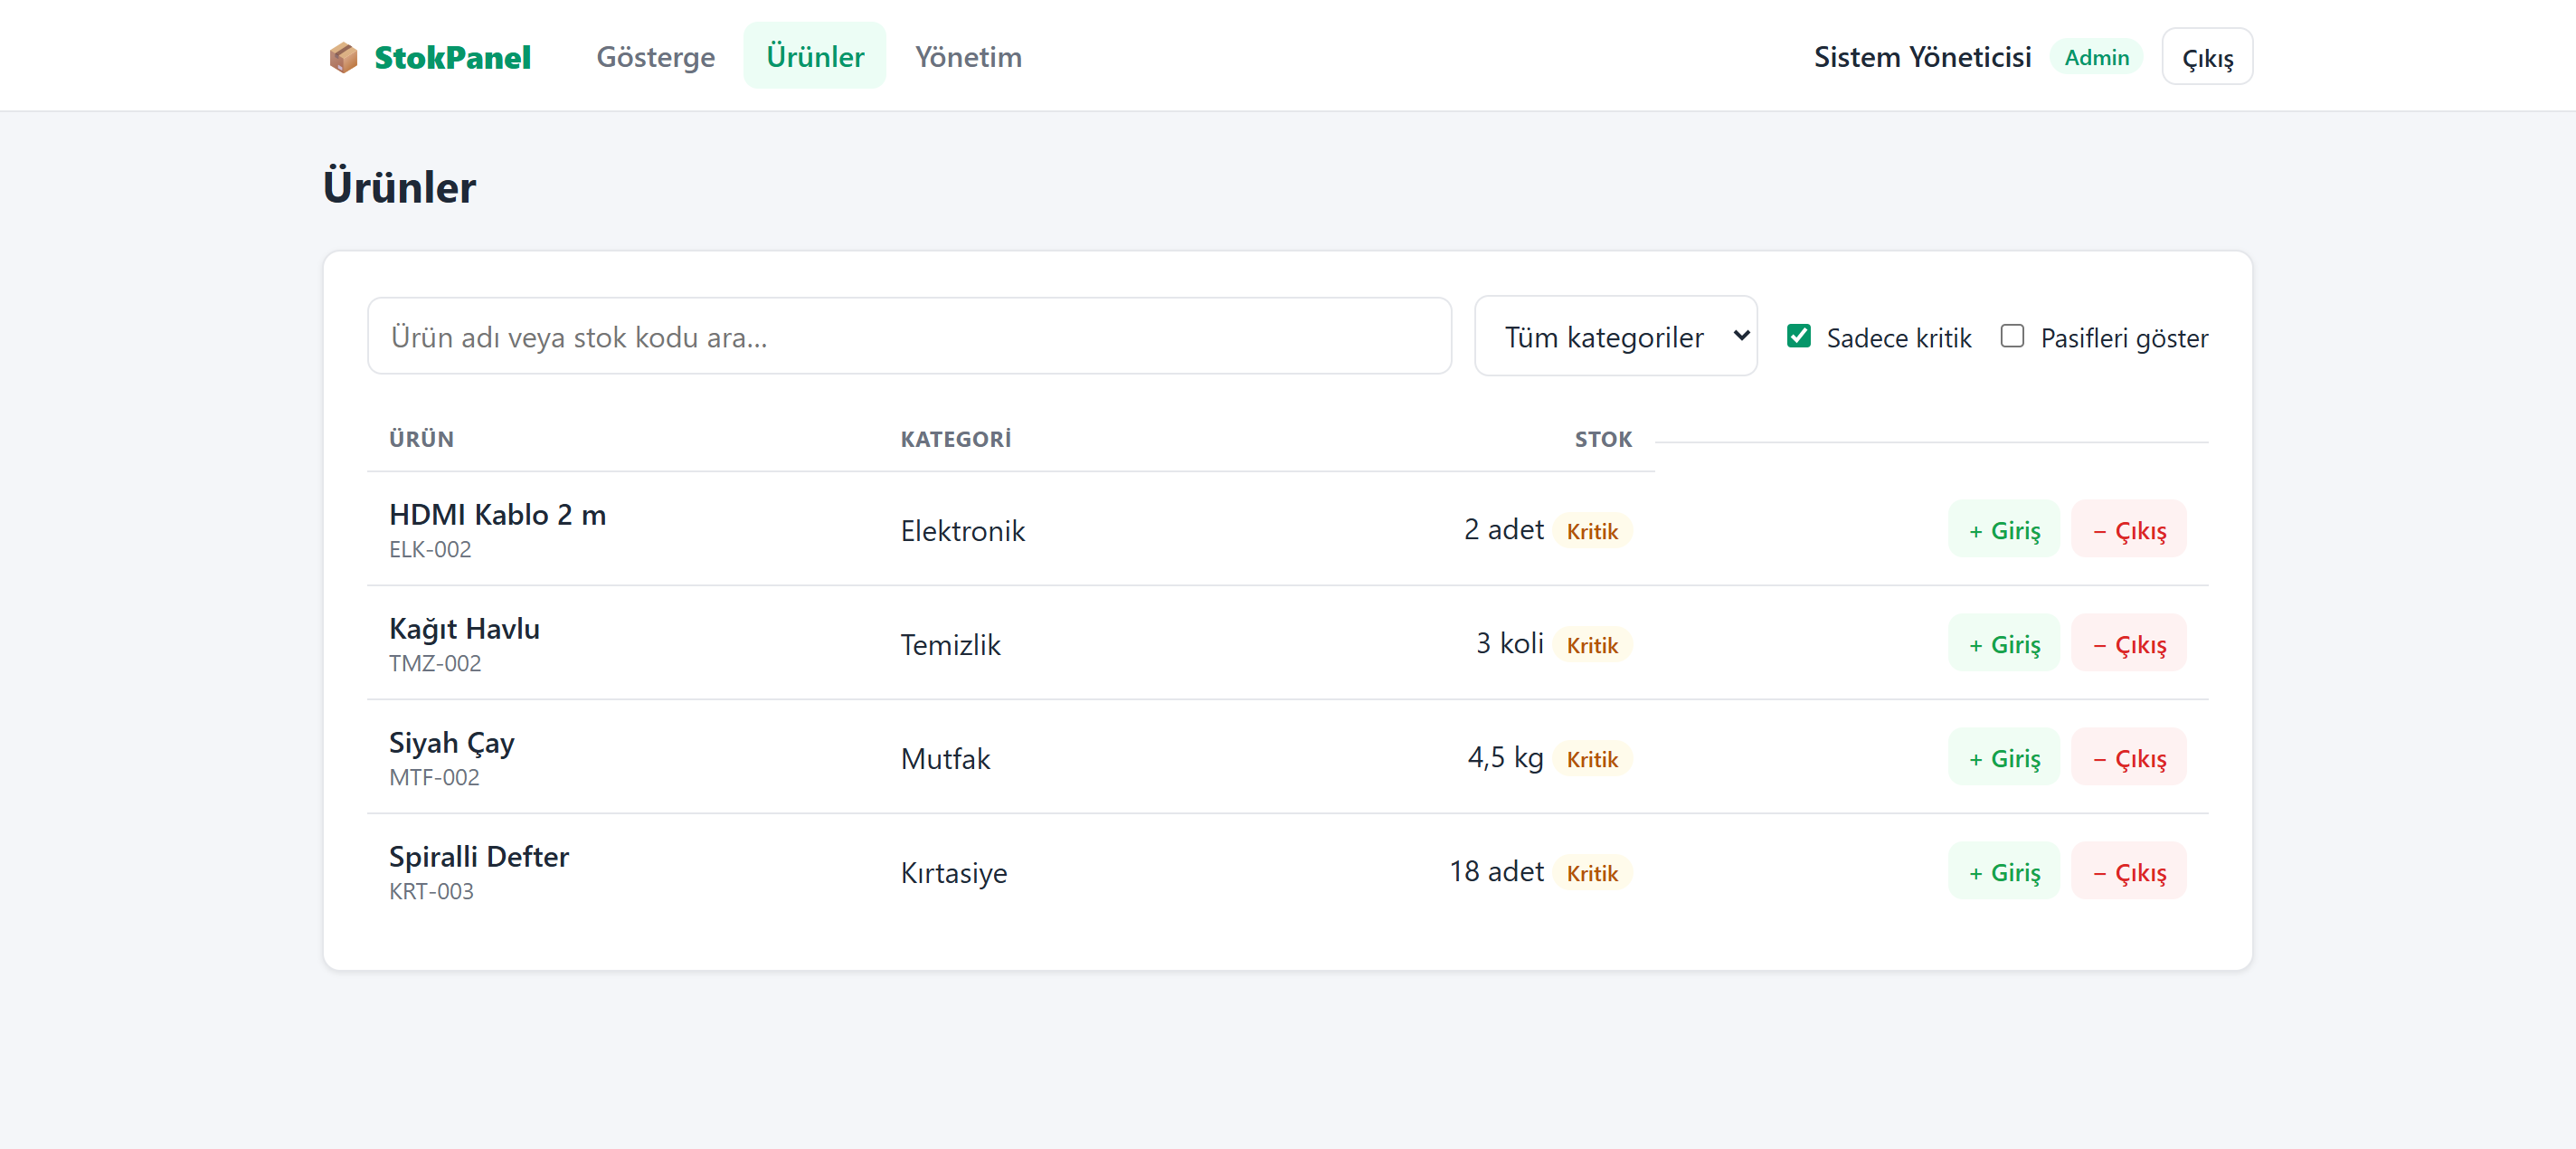 StokPanel Gösterge Ürünler Yönetim Sistem Yöneticisi Admin Çıkış
Ürünler
Ürün adı veya stok kodu ara... Tüm kategoriler Sadece kritik Pasifleri göster
ÜRÜN KATEGORİ STOK
HDMI Kablo 2 m
ELK-002
Elektronik 2 adet Kritik + Giriş − Çıkış
Kağıt Havlu
TMZ-002
Temizlik 3 koli Kritik + Giriş − Çıkış
Siyah Çay
MTF-002
Mutfak 4,5 kg Kritik + Giriş − Çıkış
Spiralli Defter
KRT-003
Kırtasiye 18 adet Kritik + Giriş − Çıkış